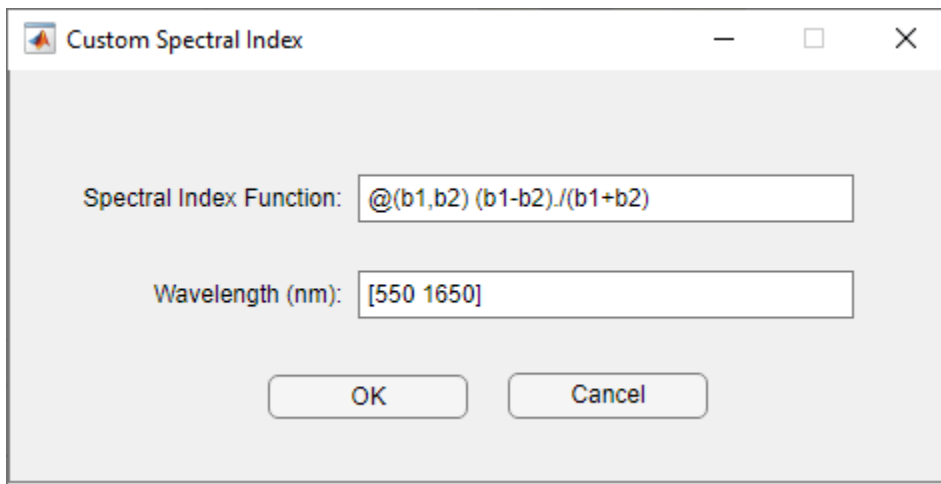 Custom Spectral Index
Spectral Index Function: @(b1,b2) (b1-b2)./(b1+b2)
Wavelength (nm): [550 1650]
OK Cancel